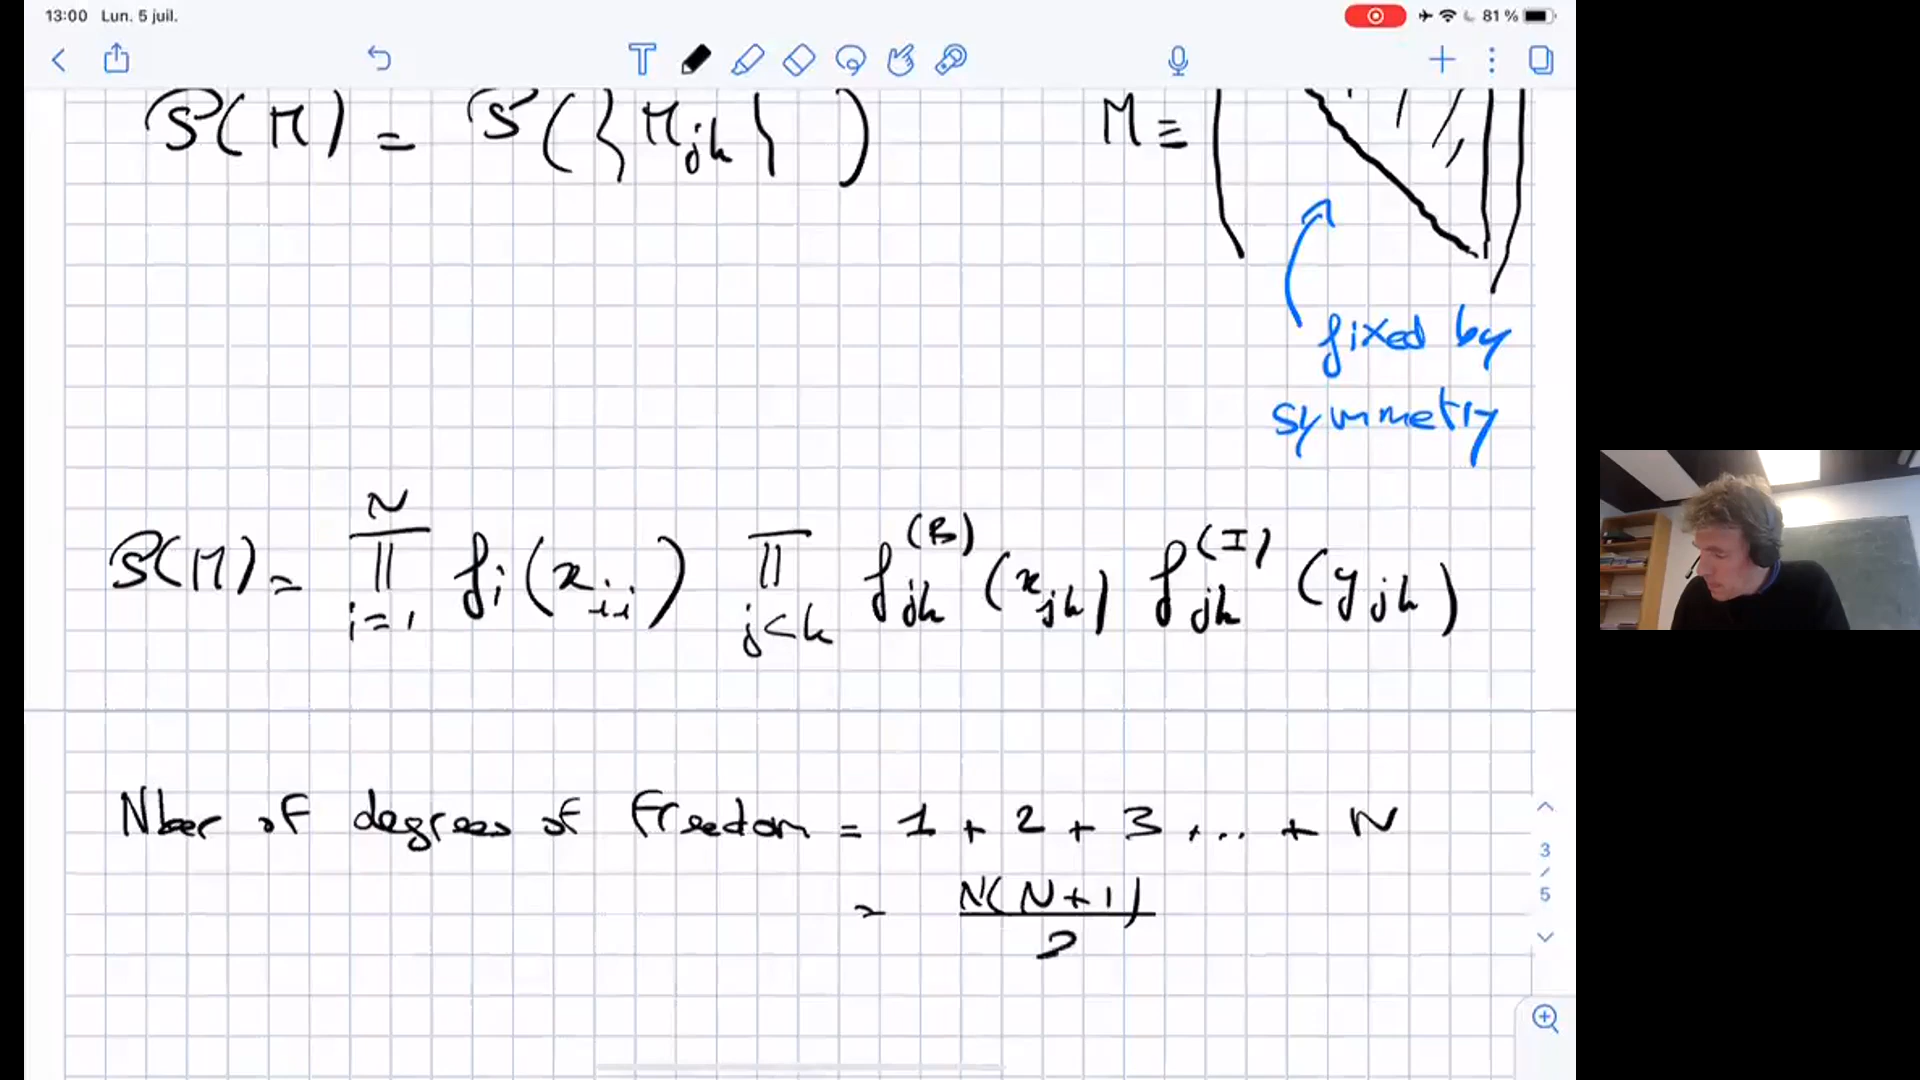 13:00 Lun. 5 juil. 81 %
P(M) = P({M_jk}) M ≡
fixed by
symmetry
P(M) = ∏_{i=1}^{N} f_i(x_ii) ∏_{j<k} f_jk^(R)(x_jk) f_jk^(I)(y_jk)
Nber of degrees of freedom = 1 + 2 + 3 + ... + N
= N(N+1)/2
3
5